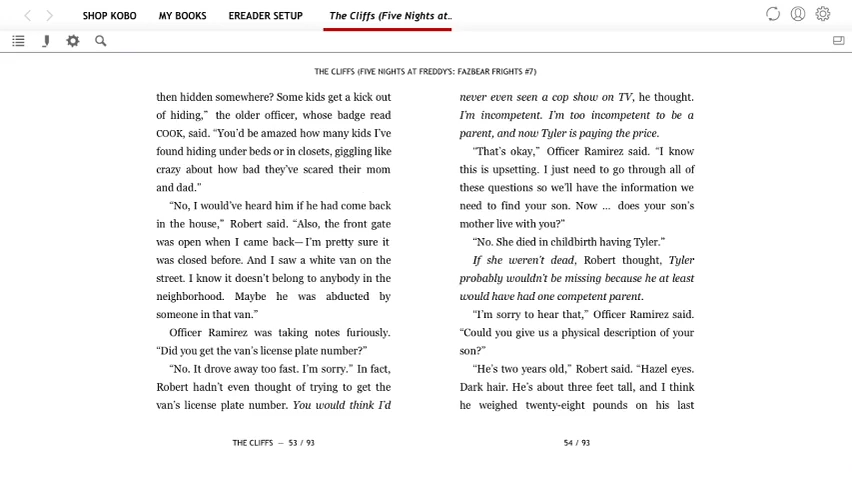 SHOP KOBO MY BOOKS EREADER SETUP The Cliffs (Five Nights at..
THE CLIFFS (FIVE NIGHTS AT FREDDY'S: FAZBEAR FRIGHTS #7)
then hidden somewhere? Some kids get a kick out
of hiding,” the older officer, whose badge read
COOK, said. “You’d be amazed how many kids I’ve
found hiding under beds or in closets, giggling like
crazy about how bad they’ve scared their mom
and dad.”
“No, I would’ve heard him if he had come back
in the house,” Robert said. “Also, the front gate
was open when I came back—I’m pretty sure it
was closed before. And I saw a white van on the
street. I know it doesn’t belong to anybody in the
neighborhood. Maybe he was abducted by
someone in that van.”
Officer Ramirez was taking notes furiously.
“Did you get the van’s license plate number?”
“No. It drove away too fast. I’m sorry.” In fact,
Robert hadn’t even thought of trying to get the
van’s license plate number. You would think I’d
THE CLIFFS — 53 / 93
never even seen a cop show on TV, he thought.
I’m incompetent. I’m too incompetent to be a
parent, and now Tyler is paying the price.
“That’s okay,” Officer Ramirez said. “I know
this is upsetting. I just need to go through all of
these questions so we’ll have the information we
need to find your son. Now ... does your son’s
mother live with you?”
“No. She died in childbirth having Tyler.”
If she weren’t dead, Robert thought, Tyler
probably wouldn’t be missing because he at least
would have had one competent parent.
“I’m sorry to hear that,” Officer Ramirez said.
“Could you give us a physical description of your
son?”
“He’s two years old,” Robert said. “Hazel eyes.
Dark hair. He’s about three feet tall, and I think
he weighed twenty-eight pounds on his last
54 / 93